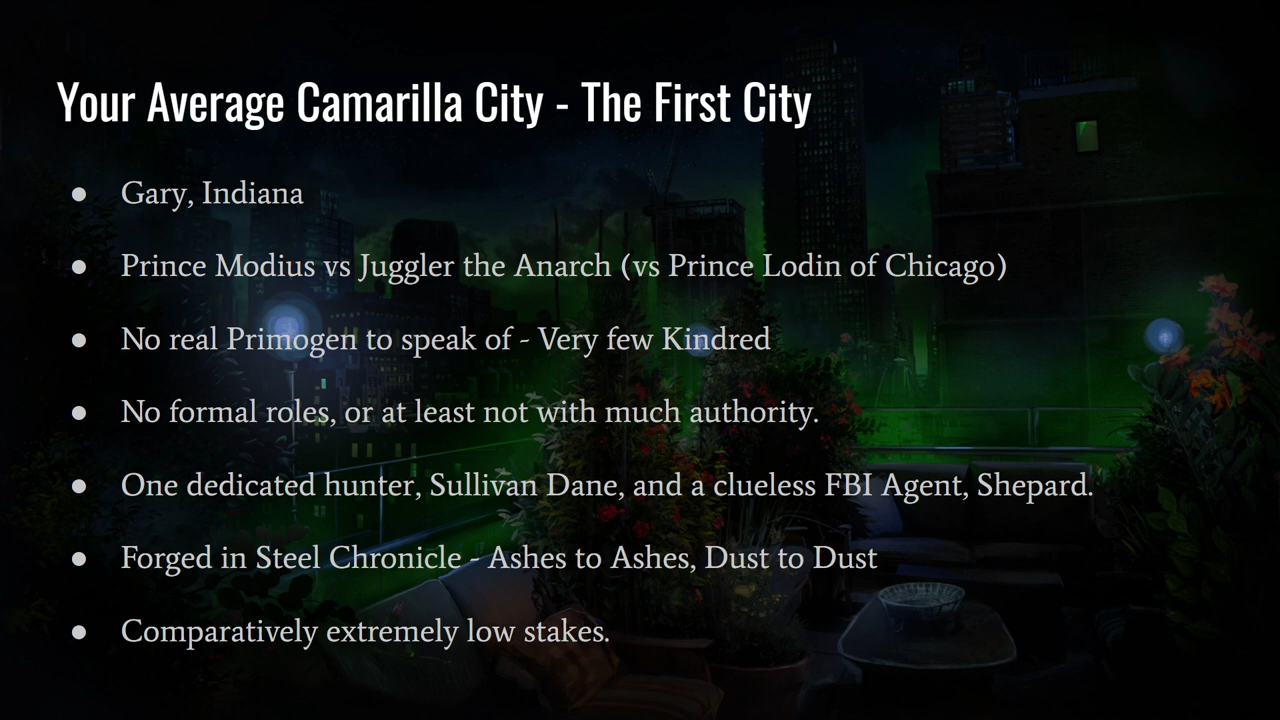 Your Average Camarilla City - The First City
● Gary, Indiana
● Prince Modius vs Juggler the Anarch (vs Prince Lodin of Chicago)
● No real Primogen to speak of - Very few Kindred
● No formal roles, or at least not with much authority.
● One dedicated hunter, Sullivan Dane, and a clueless FBI Agent, Shepard.
● Forged in Steel Chronicle - Ashes to Ashes, Dust to Dust
● Comparatively extremely low stakes.